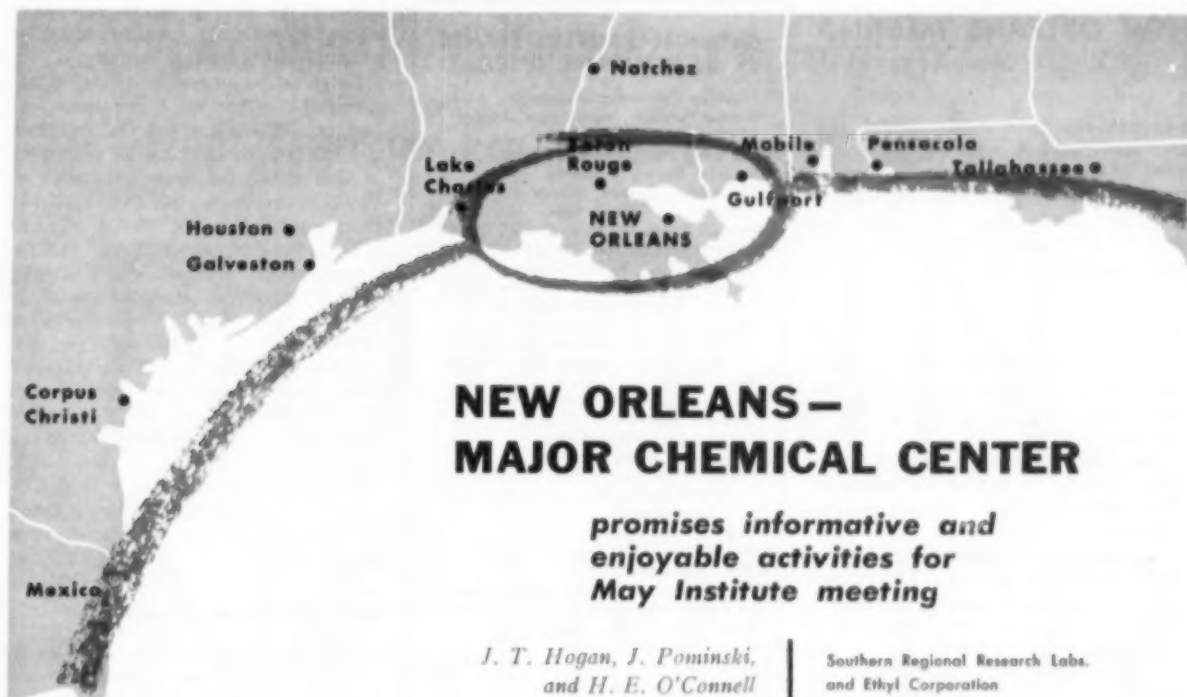 Natchez
Baton
Rouge
Mobile
Pensacola
Tallahassee
Lake
Charles
Gulfport
NEW
ORLEANS
Houston
Galveston
Corpus
Christi
Mexico
NEW ORLEANS —
MAJOR CHEMICAL CENTER
promises informative and
enjoyable activities for
May Institute meeting
J. T. Hogan, J. Pominski,
and H. E. O'Connell
Southern Regional Research Labs.
and Ethyl Corporation